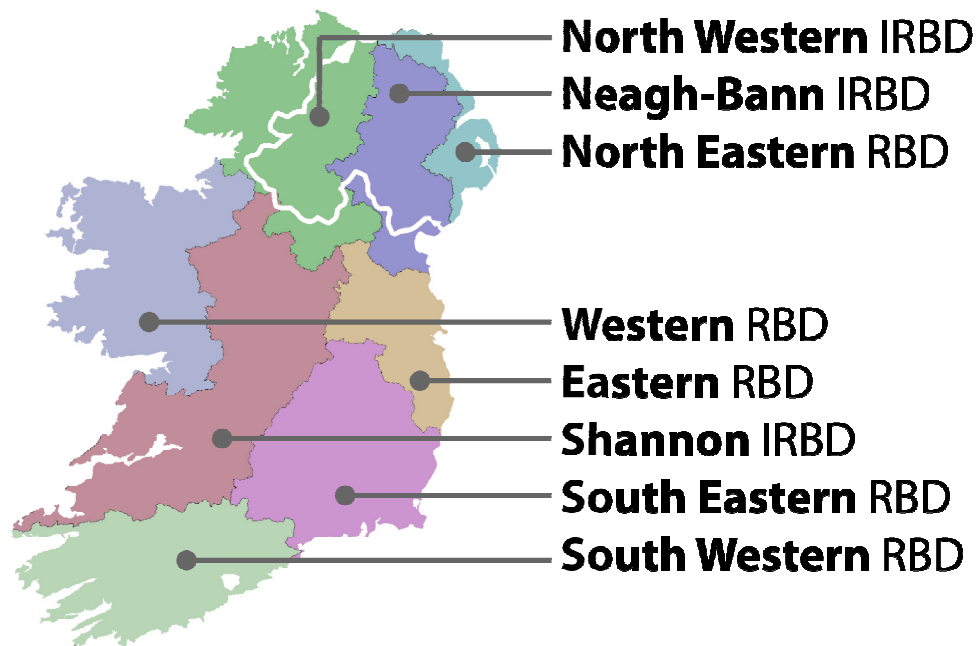 North Western IRBD
Neagh-Bann IRBD
North Eastern RBD
Western RBD
Eastern RBD
Shannon IRBD
South Eastern RBD
South Western RBD